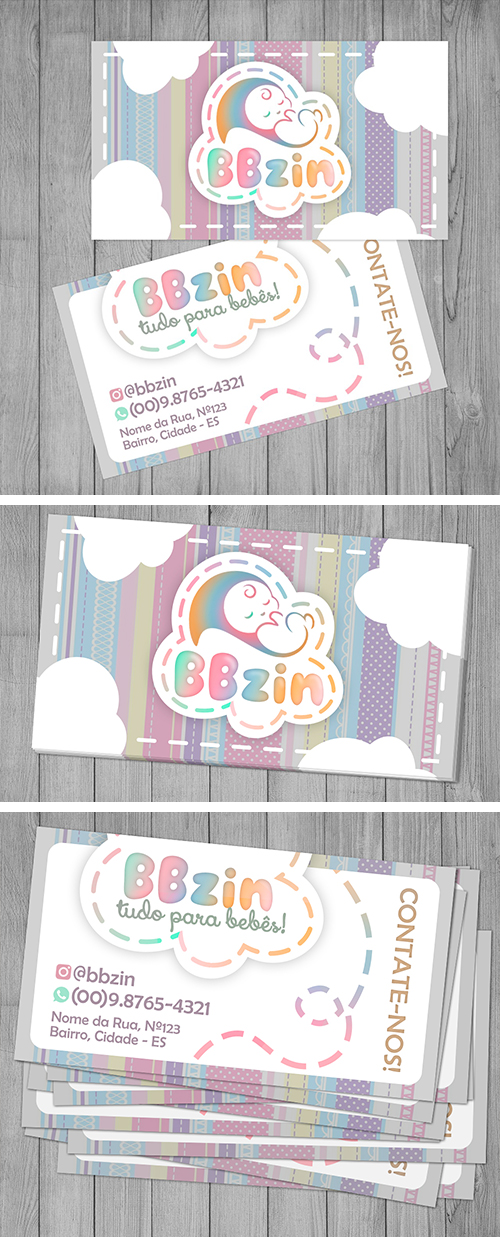 BBzin
BBzin
tudo para bebês!
CONTATE-NOS!
@bbzin
(00)9.8765-4321
Nome da Rua, Nº123
Bairro, Cidade - ES
BBzin
BBzin
tudo para bebês!
CONTATE-NOS!
@bbzin
(00)9.8765-4321
Nome da Rua, Nº123
Bairro, Cidade - ES